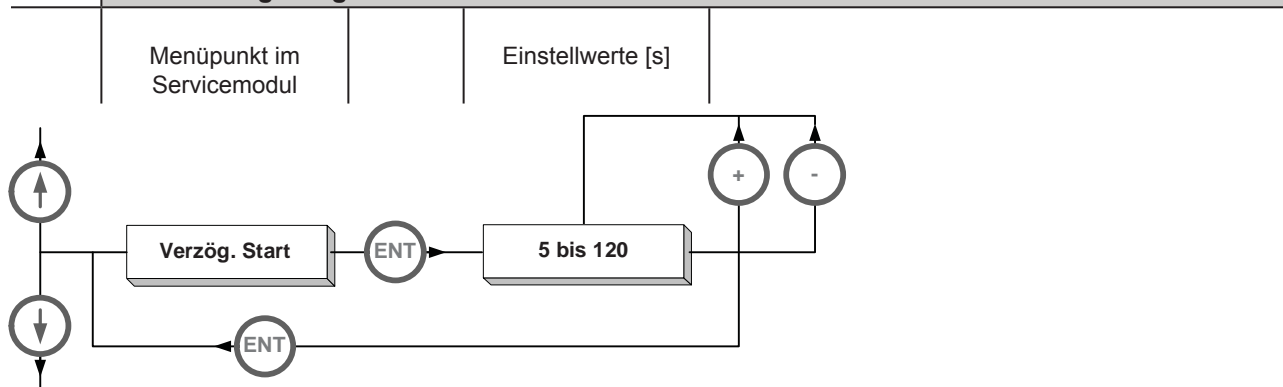 Menüpunkt im
Servicemodul
Einstellwerte [s]
+
-
Verzög. Start
ENT
5 bis 120
ENT